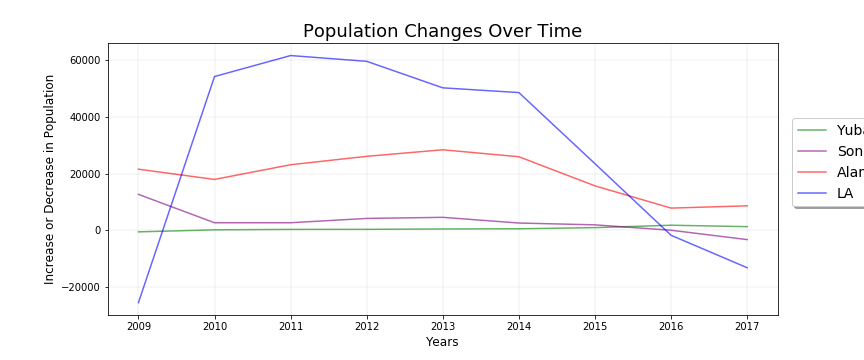 Population Changes Over Time
Increase or Decrease in Population
60000
40000
20000
0
−20000
2009 2010 2011 2012 2013 2014 2015 2016 2017
Years
Yub
Son
Alar
LA